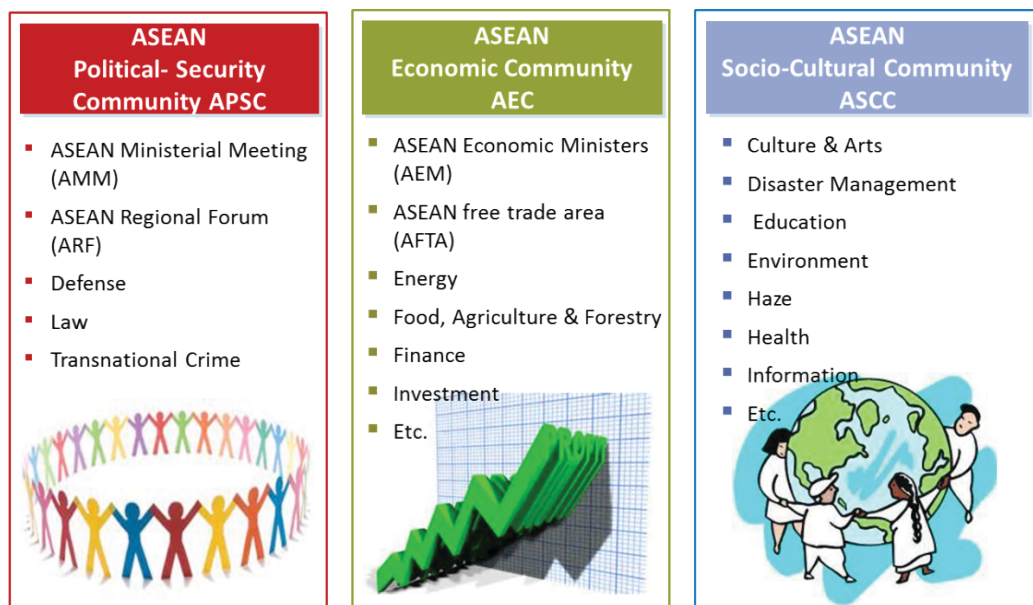 ASEAN
Political- Security
Community APSC
ASEAN Ministerial Meeting
(AMM)
ASEAN Regional Forum
(ARF)
Defense
Law
Transnational Crime
ASEAN
Economic Community
AEC
ASEAN Economic Ministers
(AEM)
ASEAN free trade area
(AFTA)
Energy
Food, Agriculture & Forestry
Finance
Investment
Etc.
PROFIT
ASEAN
Socio-Cultural Community
ASCC
Culture & Arts
Disaster Management
Education
Environment
Haze
Health
Information
Etc.